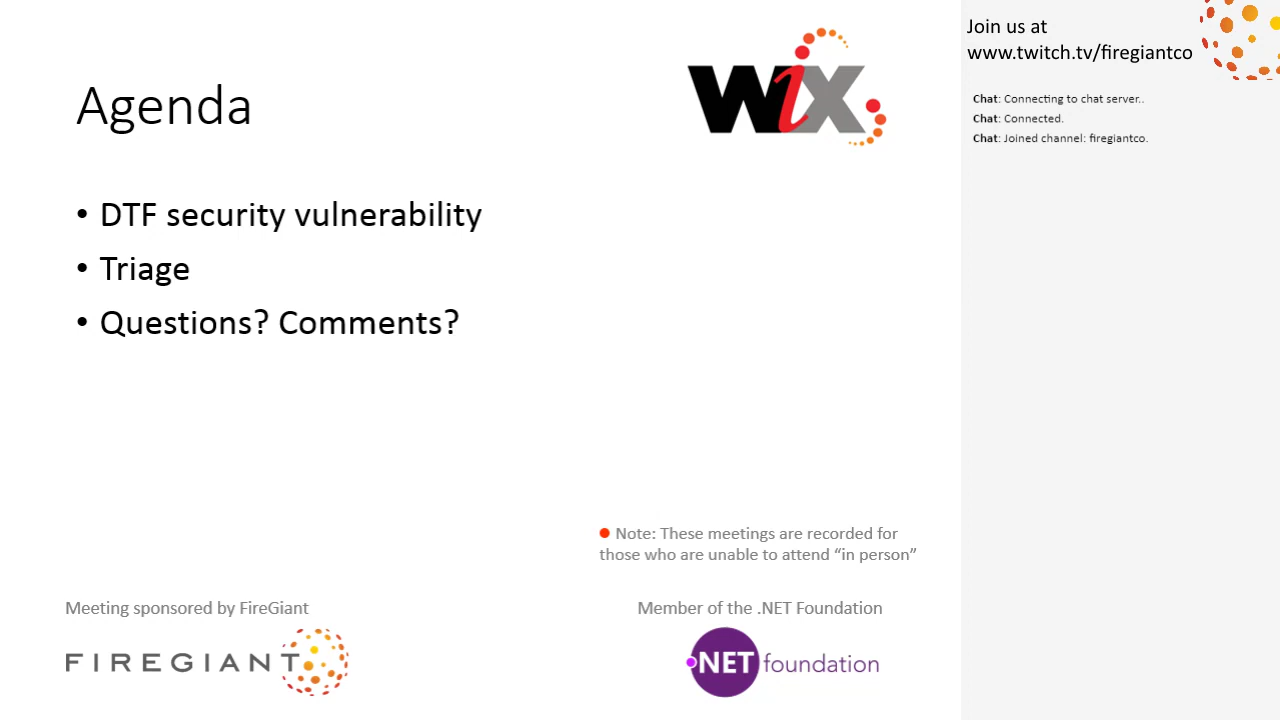 Agenda
WiX
• DTF security vulnerability
• Triage
• Questions? Comments?
Note: These meetings are recorded for
those who are unable to attend “in person”
Meeting sponsored by FireGiant
FIREGIANT
Member of the .NET Foundation
.NET foundation
Join us at
www.twitch.tv/firegiantco
Chat: Connecting to chat server..
Chat: Connected.
Chat: Joined channel: firegiantco.